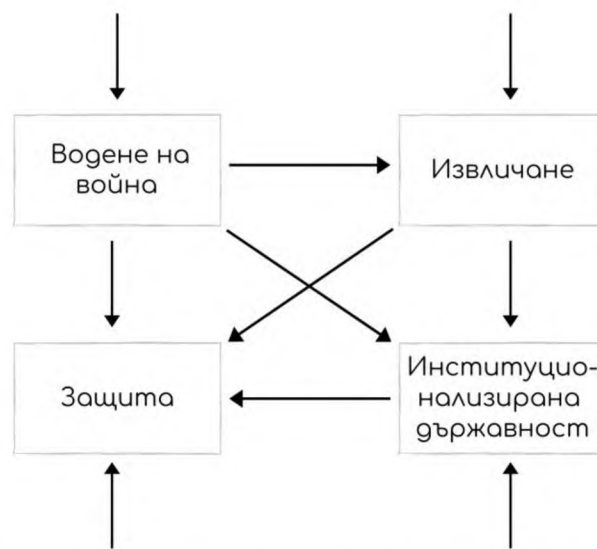 Водене на
война
Извличане
Защита
Институцио-
нализирана
държавност